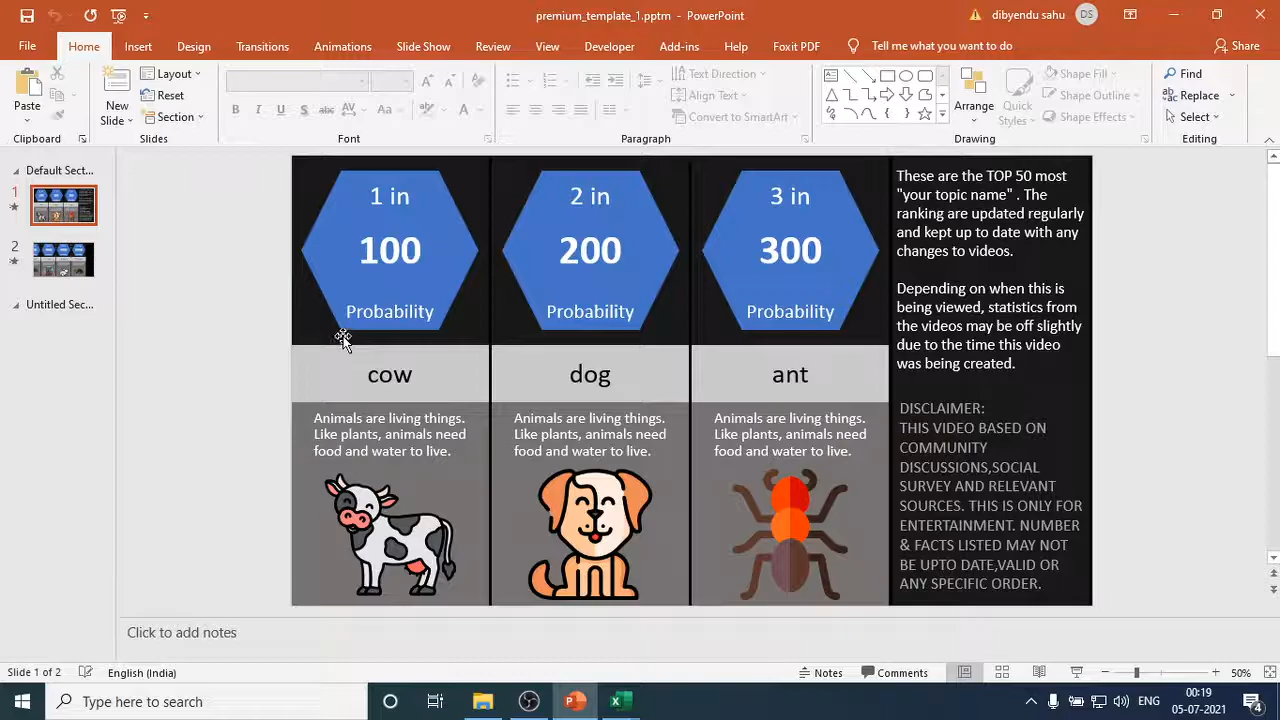 premium_template_1.pptm - PowerPoint
dibyendu sahu
DS
File
Home
Insert
Design
Transitions
Animations
Slide Show
Review
View
Developer
Add-ins
Help
Foxit PDF
Tell me what you want to do
Share
Paste
New
Slide
Layout
Reset
Section
B I U S abc AV Aa A
Text Direction
Align Text
Convert to SmartArt
Arrange
Quick
Styles
Shape Fill
Shape Outline
Shape Effects
Find
Replace
Select
Clipboard
Slides
Font
Paragraph
Drawing
Editing
Default Sect...
1
2
Untitled Sec...
1 in
100
Probability
cow
Animals are living things.
Like plants, animals need
food and water to live.
2 in
200
Probability
dog
Animals are living things.
Like plants, animals need
food and water to live.
3 in
300
Probability
ant
Animals are living things.
Like plants, animals need
food and water to live.
These are the TOP 50 most
"your topic name" . The
ranking are updated regularly
and kept up to date with any
changes to videos.
Depending on when this is
being viewed, statistics from
the videos may be off slightly
due to the time this video
was being created.
DISCLAIMER:
THIS VIDEO BASED ON
COMMUNITY
DISCUSSIONS,SOCIAL
SURVEY AND RELEVANT
SOURCES. THIS IS ONLY FOR
ENTERTAINMENT. NUMBER
& FACTS LISTED MAY NOT
BE UPTO DATE,VALID OR
ANY SPECIFIC ORDER.
Click to add notes
Slide 1 of 2
English (India)
Notes
Comments
50%
Type here to search
ENG
00:19
05-07-2021
4